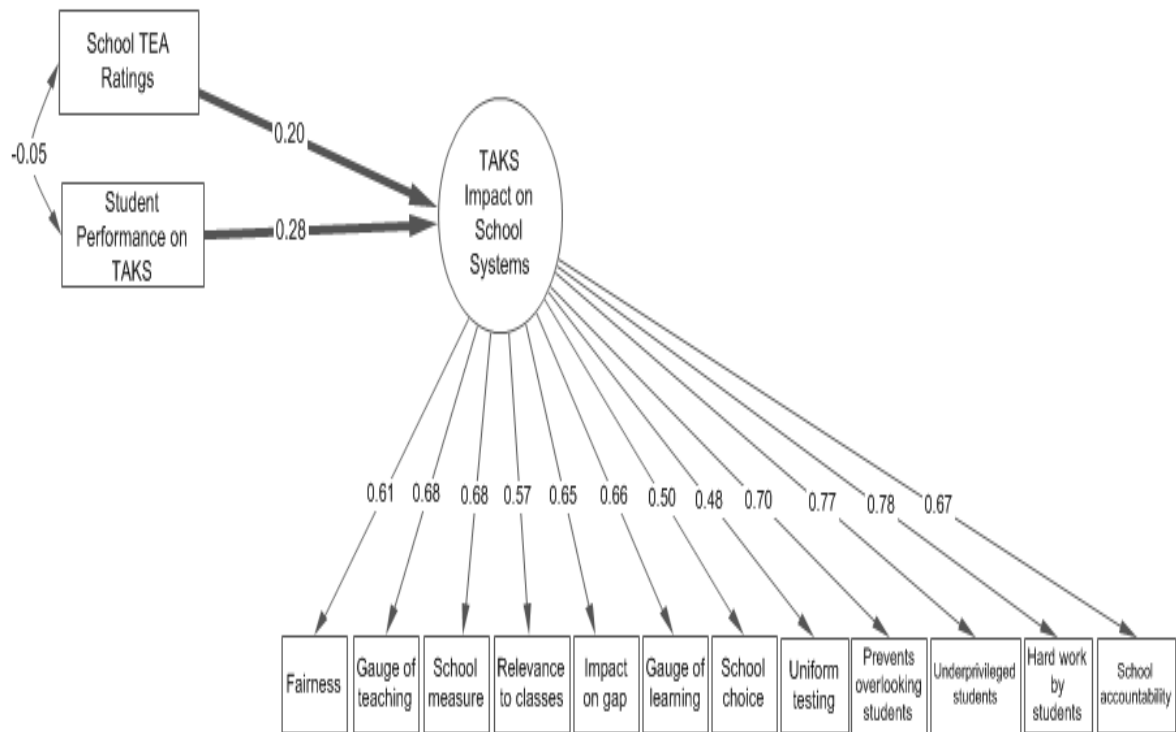 School TEA
Ratings
-0.05
0.20
Student
Performance on
TAKS
0.28
TAKS
Impact on
School
Systems
0.61
0.68
0.68
0.57
0.65
0.66
0.50
0.48
0.70
0.77
0.78
0.67
Fairness
Gauge of
teaching
School
measure
Relevance
to classes
Impact
on gap
Gauge of
learning
School
choice
Uniform
testing
Prevents
overlooking
students
Underprivileged
students
Hard work
by
students
School
accountability